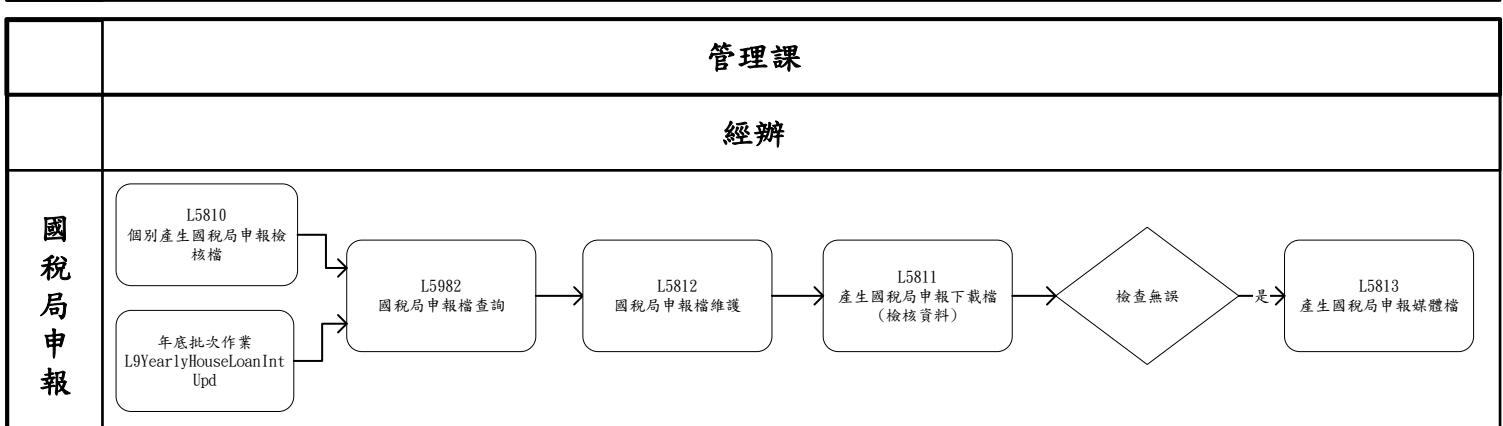 管理課
經辦
國稅局申報
L5810
個別產生國稅局申報檢
核檔
年底批次作業
L9YearlyHouseLoanInt
Upd
L5982
國稅局申報檔查詢
L5812
國稅局申報檔維護
L5811
產生國稅局申報下載檔
(檢核資料)
檢查無誤
是
L5813
產生國稅局申報媒體檔